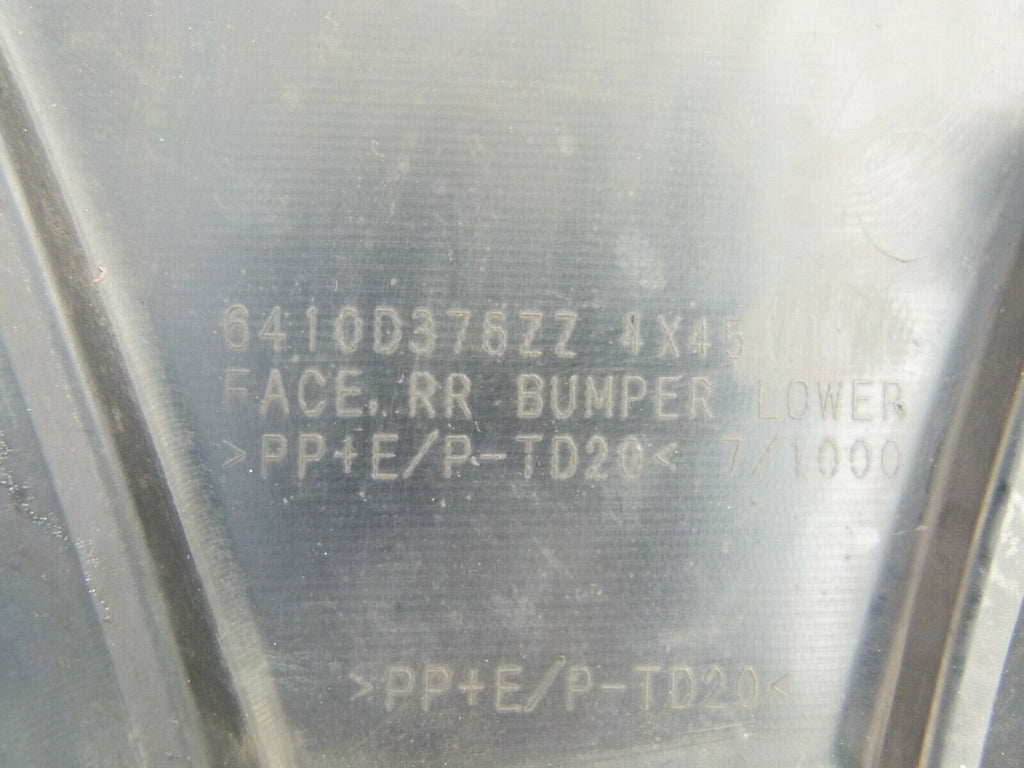 6410D376ZZ 4X45
FACE, RR BUMPER LOWER
>PP+E/P-TD20< 7/1000
>PP+E/P-TD20<